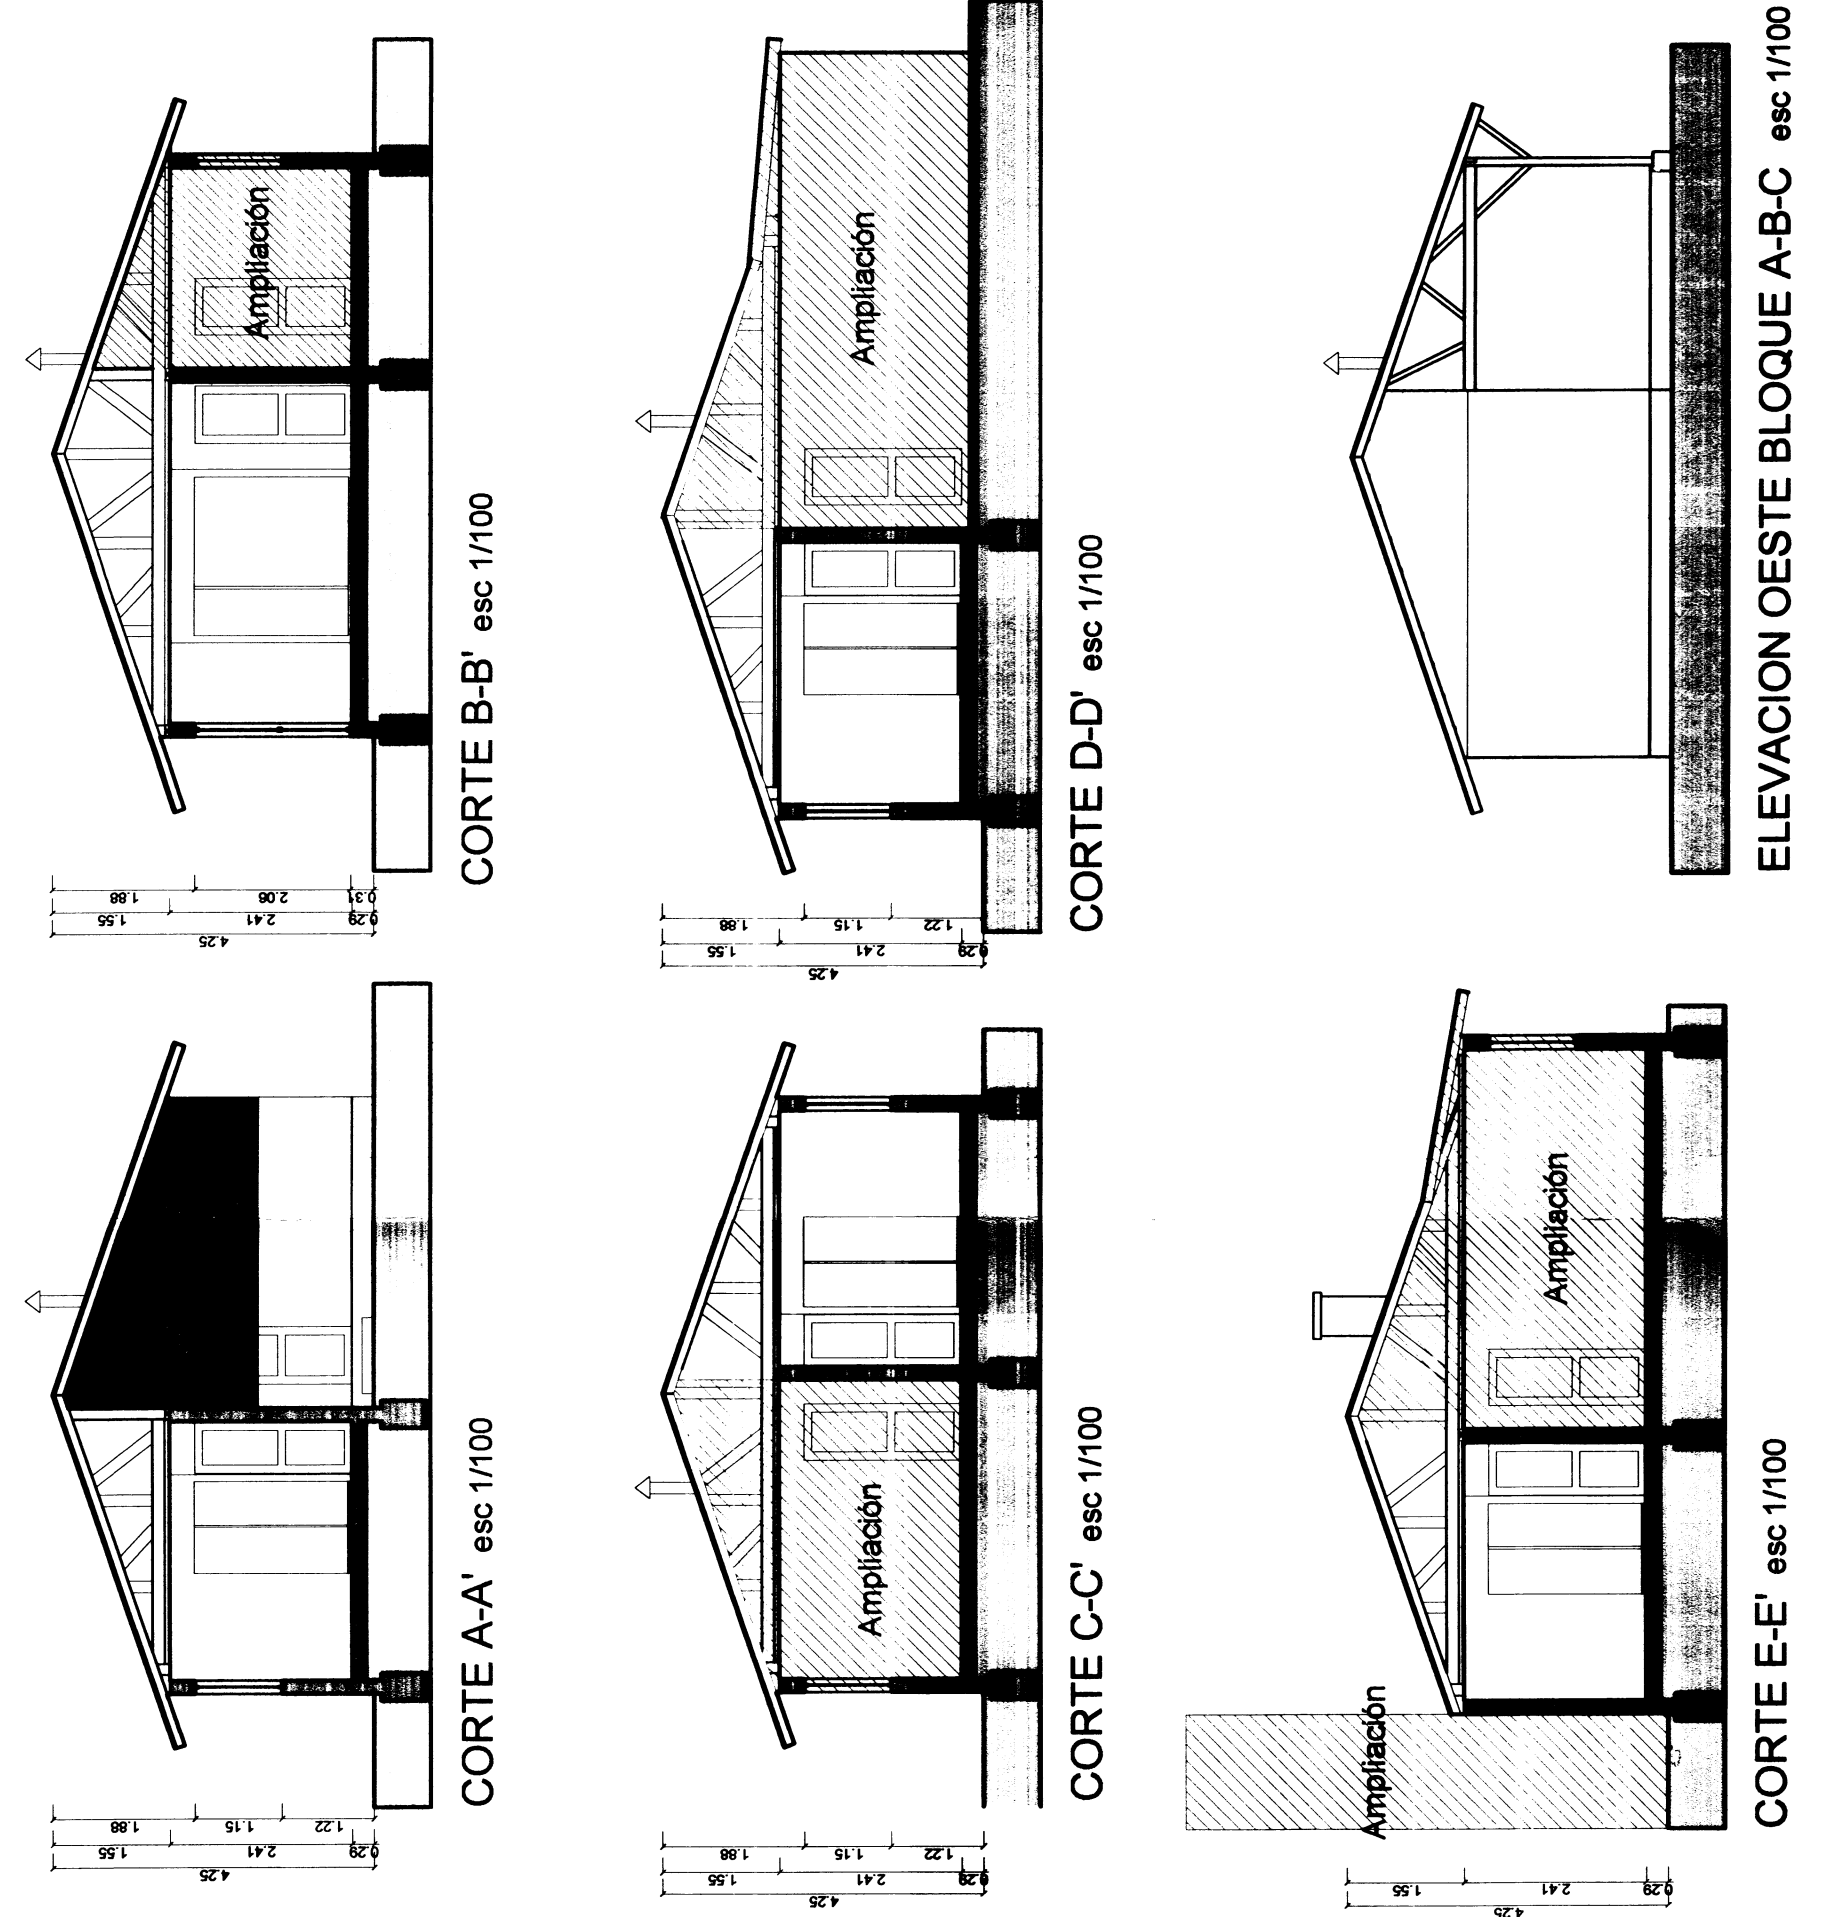 CORTE A-A' esc 1/100
1.88
1.15
1.22
1.55
2.41
0.29
4.25
CORTE B-B' esc 1/100
Ampliación
1.88
2.06
0.31
1.55
2.41
0.29
4.25
CORTE C-C' esc 1/100
Ampliación
1.88
1.15
1.22
1.55
2.41
0.29
4.25
CORTE D-D' esc 1/100
Ampliación
1.88
1.15
1.22
1.55
2.41
0.29
4.25
CORTE E-E' esc 1/100
Ampliación
Ampliación
1.55
2.41
0.29
4.25
ELEVACION OESTE BLOQUE A-B-C esc 1/100